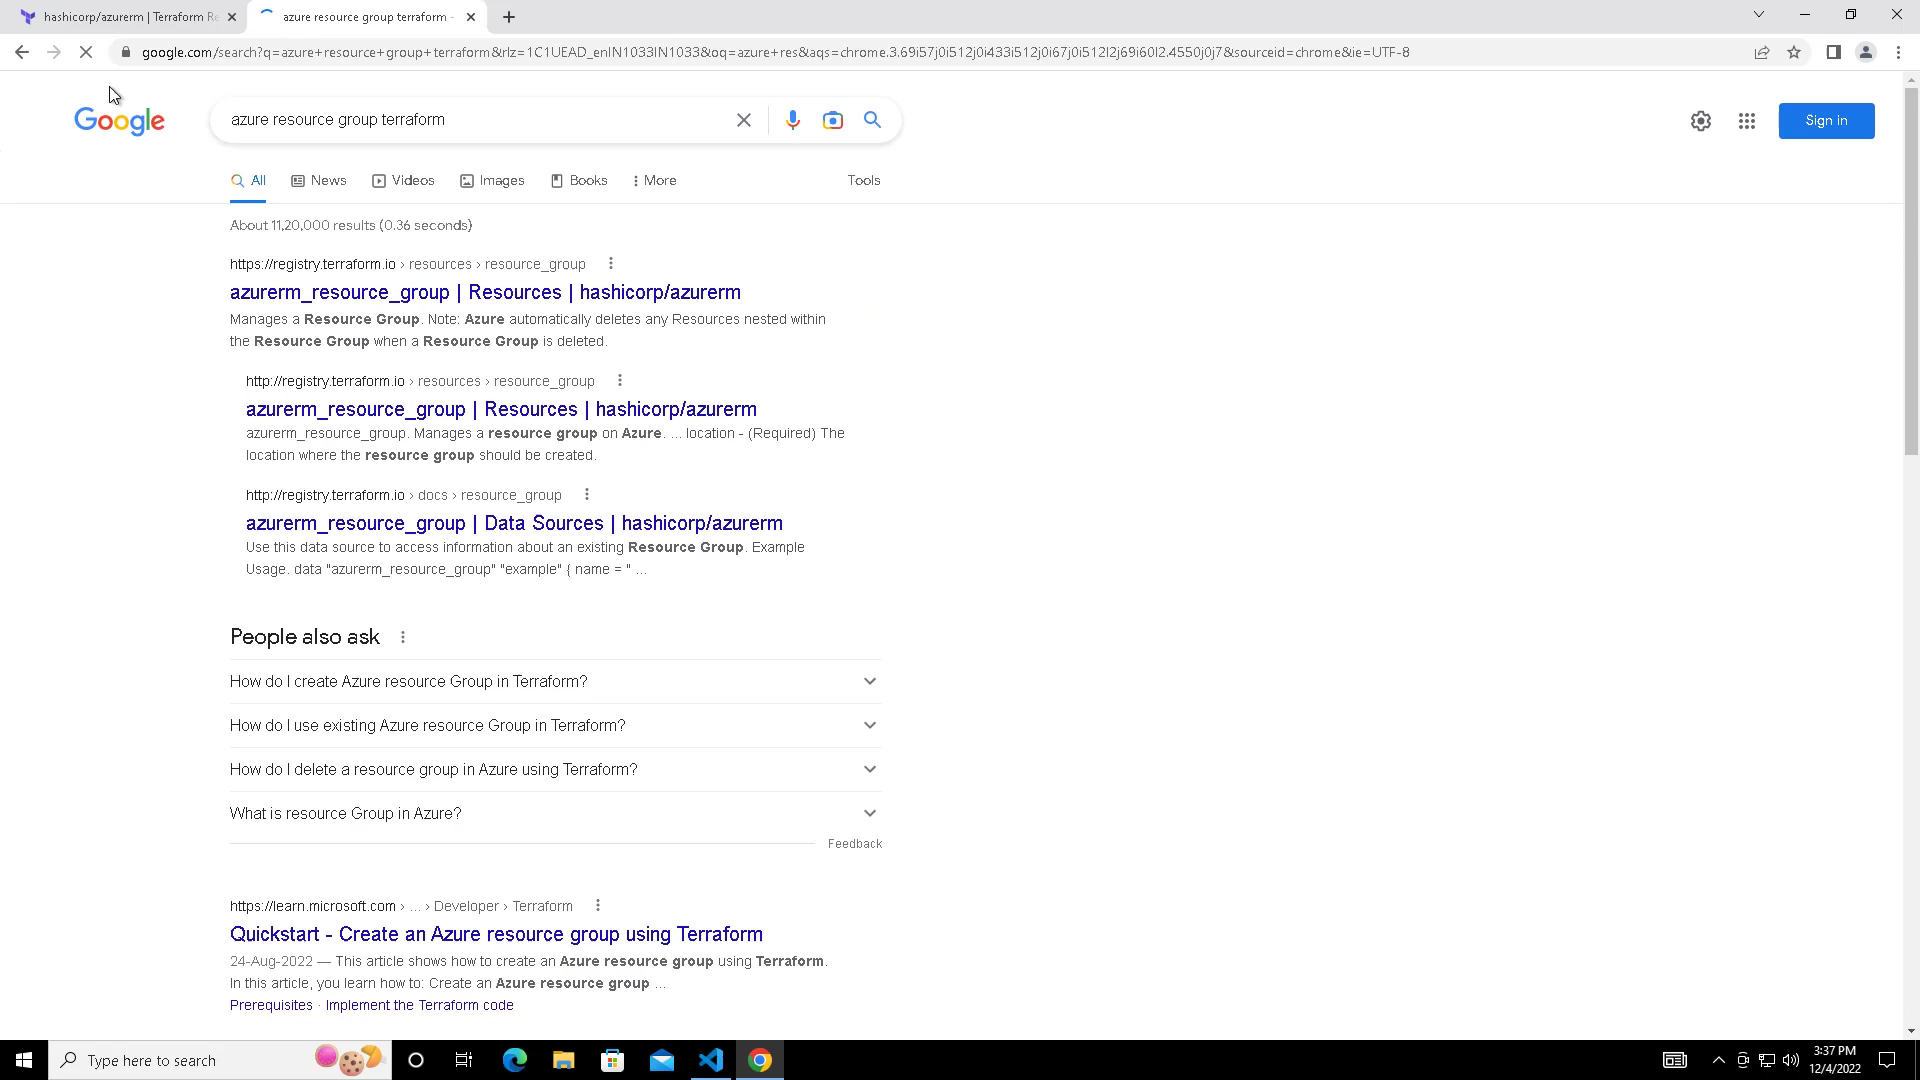 hashicorp/azurerm | Terraform Re
azure resource group terraform -
google.com/search?q=azure+resource+group+terraform&rlz=1C1UEAD_enIN1033IN1033&oq=azure+res&aqs=chrome.3.69i57j0i512j0i433i512j0i67j0i512l2j69i60l2.4550j0j7&sourceid=chrome&ie=UTF-8
Google
azure resource group terraform
Sign in
All
News
Videos
Images
Books
More
Tools
About 11,20,000 results (0.36 seconds)
https://registry.terraform.io › resources › resource_group
azurerm_resource_group | Resources | hashicorp/azurerm
Manages a Resource Group. Note: Azure automatically deletes any Resources nested within
the Resource Group when a Resource Group is deleted.
http://registry.terraform.io › resources › resource_group
azurerm_resource_group | Resources | hashicorp/azurerm
azurerm_resource_group. Manages a resource group on Azure. ... location - (Required) The
location where the resource group should be created.
http://registry.terraform.io › docs › resource_group
azurerm_resource_group | Data Sources | hashicorp/azurerm
Use this data source to access information about an existing Resource Group. Example
Usage. data "azurerm_resource_group" "example" { name = " ...
People also ask
How do I create Azure resource Group in Terraform?
How do I use existing Azure resource Group in Terraform?
How do I delete a resource group in Azure using Terraform?
What is resource Group in Azure?
Feedback
https://learn.microsoft.com › ... › Developer › Terraform
Quickstart - Create an Azure resource group using Terraform
24-Aug-2022 — This article shows how to create an Azure resource group using Terraform.
In this article, you learn how to: Create an Azure resource group ...
Prerequisites · Implement the Terraform code
Type here to search
3:37 PM
12/4/2022